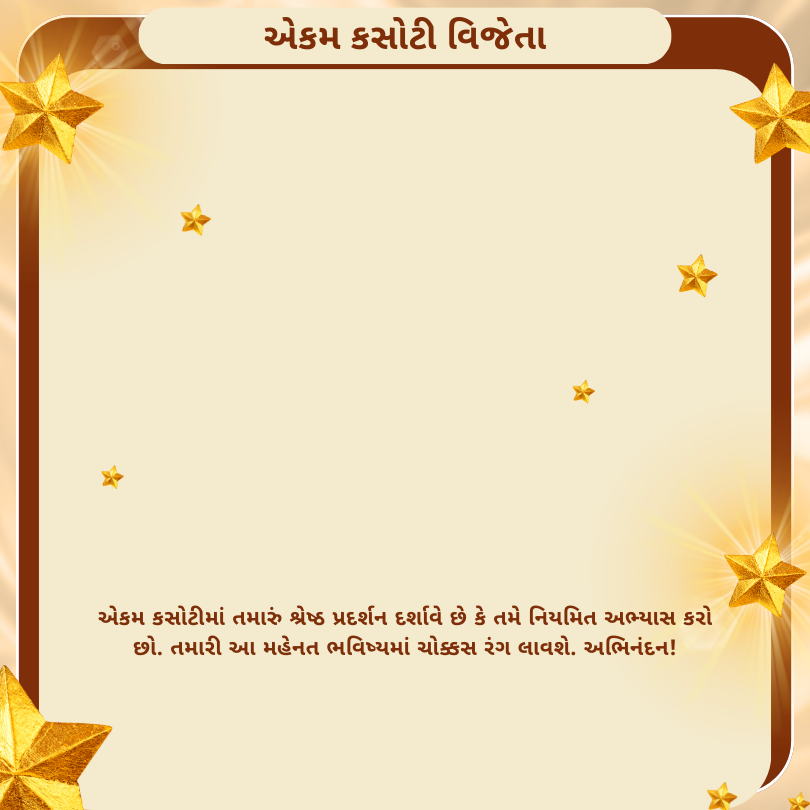 એકમ કસોટી વિજેતા
એકમ કસોટીમાં તમારું શ્રેષ્ઠ પ્રદર્શન દર્શાવે છે કે તમે નિયમિત અભ્યાસ કરો
છો. તમારી આ મહેનત ભવિષ્યમાં ચોક્કસ રંગ લાવશે. અભિનંદન!